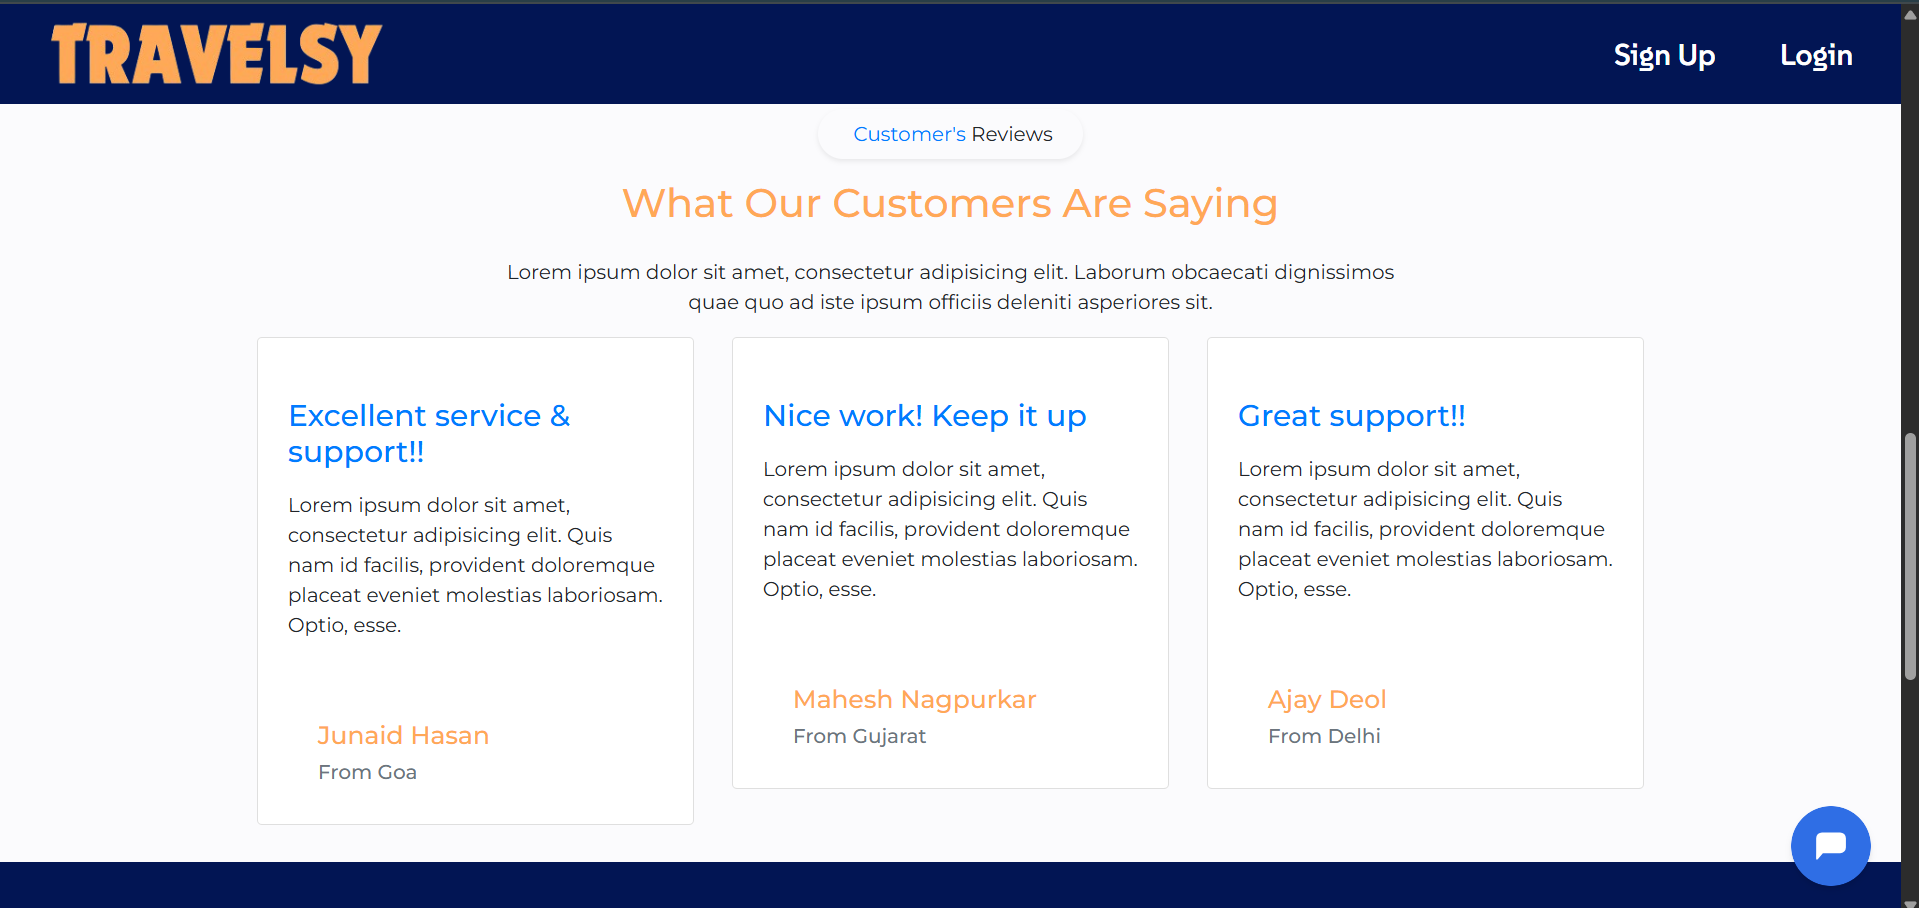 TRAVELSY
Sign Up
Login
Customer's Reviews
What Our Customers Are Saying
Lorem ipsum dolor sit amet, consectetur adipisicing elit. Laborum obcaecati dignissimos
quae quo ad iste ipsum officiis deleniti asperiores sit.
Excellent service &
support!!
Lorem ipsum dolor sit amet,
consectetur adipisicing elit. Quis
nam id facilis, provident doloremque
placeat eveniet molestias laboriosam.
Optio, esse.
Junaid Hasan
From Goa
Nice work! Keep it up
Lorem ipsum dolor sit amet,
consectetur adipisicing elit. Quis
nam id facilis, provident doloremque
placeat eveniet molestias laboriosam.
Optio, esse.
Mahesh Nagpurkar
From Gujarat
Great support!!
Lorem ipsum dolor sit amet,
consectetur adipisicing elit. Quis
nam id facilis, provident doloremque
placeat eveniet molestias laboriosam.
Optio, esse.
Ajay Deol
From Delhi